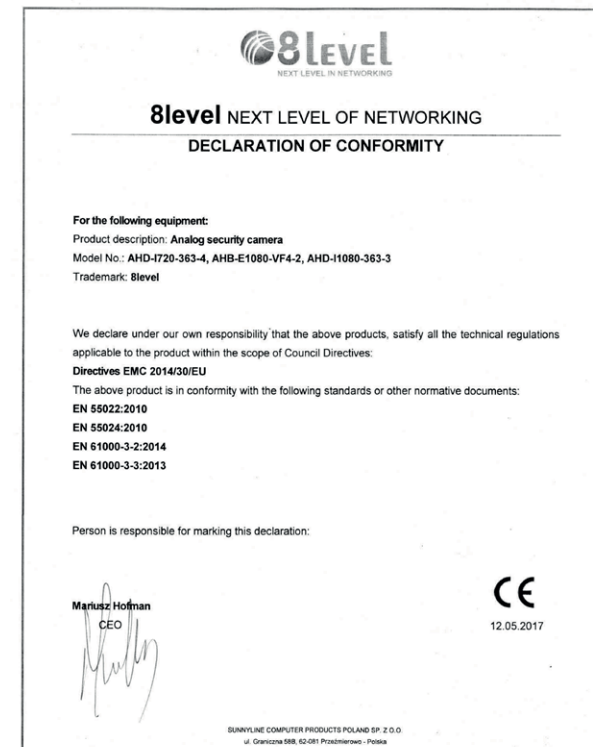 8level
NEXT LEVEL IN NETWORKING
8level NEXT LEVEL OF NETWORKING
DECLARATION OF CONFORMITY
For the following equipment:
Product description: Analog security camera
Model No.: AHD-I720-363-4, AHB-E1080-VF4-2, AHD-I1080-363-3
Trademark: 8level
We declare under our own responsibility that the above products, satisfy all the technical regulations
applicable to the product within the scope of Council Directives:
Directives EMC 2014/30/EU
The above product is in conformity with the following standards or other normative documents:
EN 55022:2010
EN 55024:2010
EN 61000-3-2:2014
EN 61000-3-3:2013
Person is responsible for marking this declaration:
Mariusz Hofman
CEO
CE
12.05.2017
SUNNYLINE COMPUTER PRODUCTS POLAND SP. Z O.O.
ul. Graniczna 58B, 62-081 Przeźmierowo - Polska